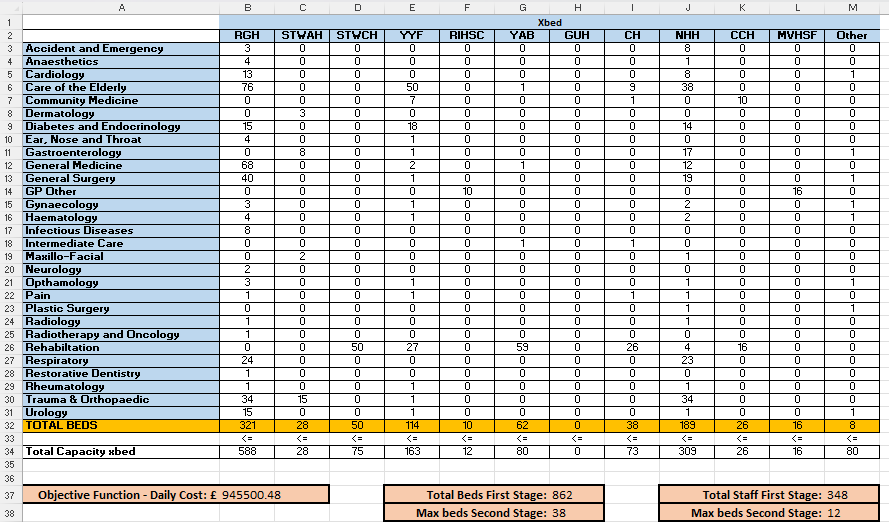 A B C D E F G H I J K L M
1 Xbed
2 RGH STWAH STWCH YYF RIHSC YAB GUH CH NHH CCH MVHSF Other
3 Accident and Emergency 3 0 0 0 0 0 0 0 8 0 0 0
4 Anaesthetics 4 0 0 0 0 0 0 0 1 0 0 0
5 Cardiology 13 0 0 0 0 0 0 0 8 0 0 1
6 Care of the Elderly 76 0 0 50 0 1 0 9 38 0 0 0
7 Community Medicine 0 0 0 7 0 0 0 1 0 10 0 0
8 Dermatology 0 3 0 0 0 0 0 0 0 0 0 0
9 Diabetes and Endocrinology 15 0 0 18 0 0 0 0 14 0 0 0
10 Ear, Nose and Throat 4 0 0 1 0 0 0 0 0 0 0 0
11 Gastroenterology 0 8 0 1 0 0 0 0 17 0 0 1
12 General Medicine 68 0 0 2 0 1 0 0 12 0 0 0
13 General Surgery 40 0 0 1 0 0 0 0 19 0 0 1
14 GP Other 0 0 0 0 10 0 0 0 0 0 16 0
15 Gynaecology 3 0 0 1 0 0 0 0 2 0 0 1
16 Haematology 4 0 0 1 0 0 0 0 2 0 0 1
17 Infectious Diseases 8 0 0 0 0 0 0 0 0 0 0 0
18 Intermediate Care 0 0 0 0 0 1 0 1 0 0 0 0
19 Maxillo-Facial 0 2 0 0 0 0 0 0 1 0 0 0
20 Neurology 2 0 0 0 0 0 0 0 0 0 0 0
21 Opthamology 3 0 0 1 0 0 0 0 1 0 0 1
22 Pain 1 0 0 1 0 0 0 1 1 0 0 0
23 Plastic Surgery 0 0 0 0 0 0 0 0 1 0 0 1
24 Radiology 1 0 0 0 0 0 0 0 1 0 0 0
25 Radiotherapy and Oncology 1 0 0 0 0 0 0 0 0 0 0 0
26 Rehabiltation 0 0 50 27 0 59 0 26 4 16 0 0
27 Respiratory 24 0 0 0 0 0 0 0 23 0 0 0
28 Restorative Dentistry 1 0 0 0 0 0 0 0 0 0 0 0
29 Rheumatology 1 0 0 1 0 0 0 0 1 0 0 0
30 Trauma & Orthopaedic 34 15 0 1 0 0 0 0 34 0 0 0
31 Urology 15 0 0 1 0 0 0 0 1 0 0 1
32 TOTAL BEDS 321 28 50 114 10 62 0 38 189 26 16 8
33 <= <= <= <= <= <= <= <= <= <= <= <=
34 Total Capacity xbed 588 28 75 163 12 80 0 73 309 26 16 80
35
36
37 Objective Function - Daily Cost: £ 945500.48 Total Beds First Stage: 862 Total Staff First Stage: 348
38 Max beds Second Stage: 38 Max beds Second Stage: 12